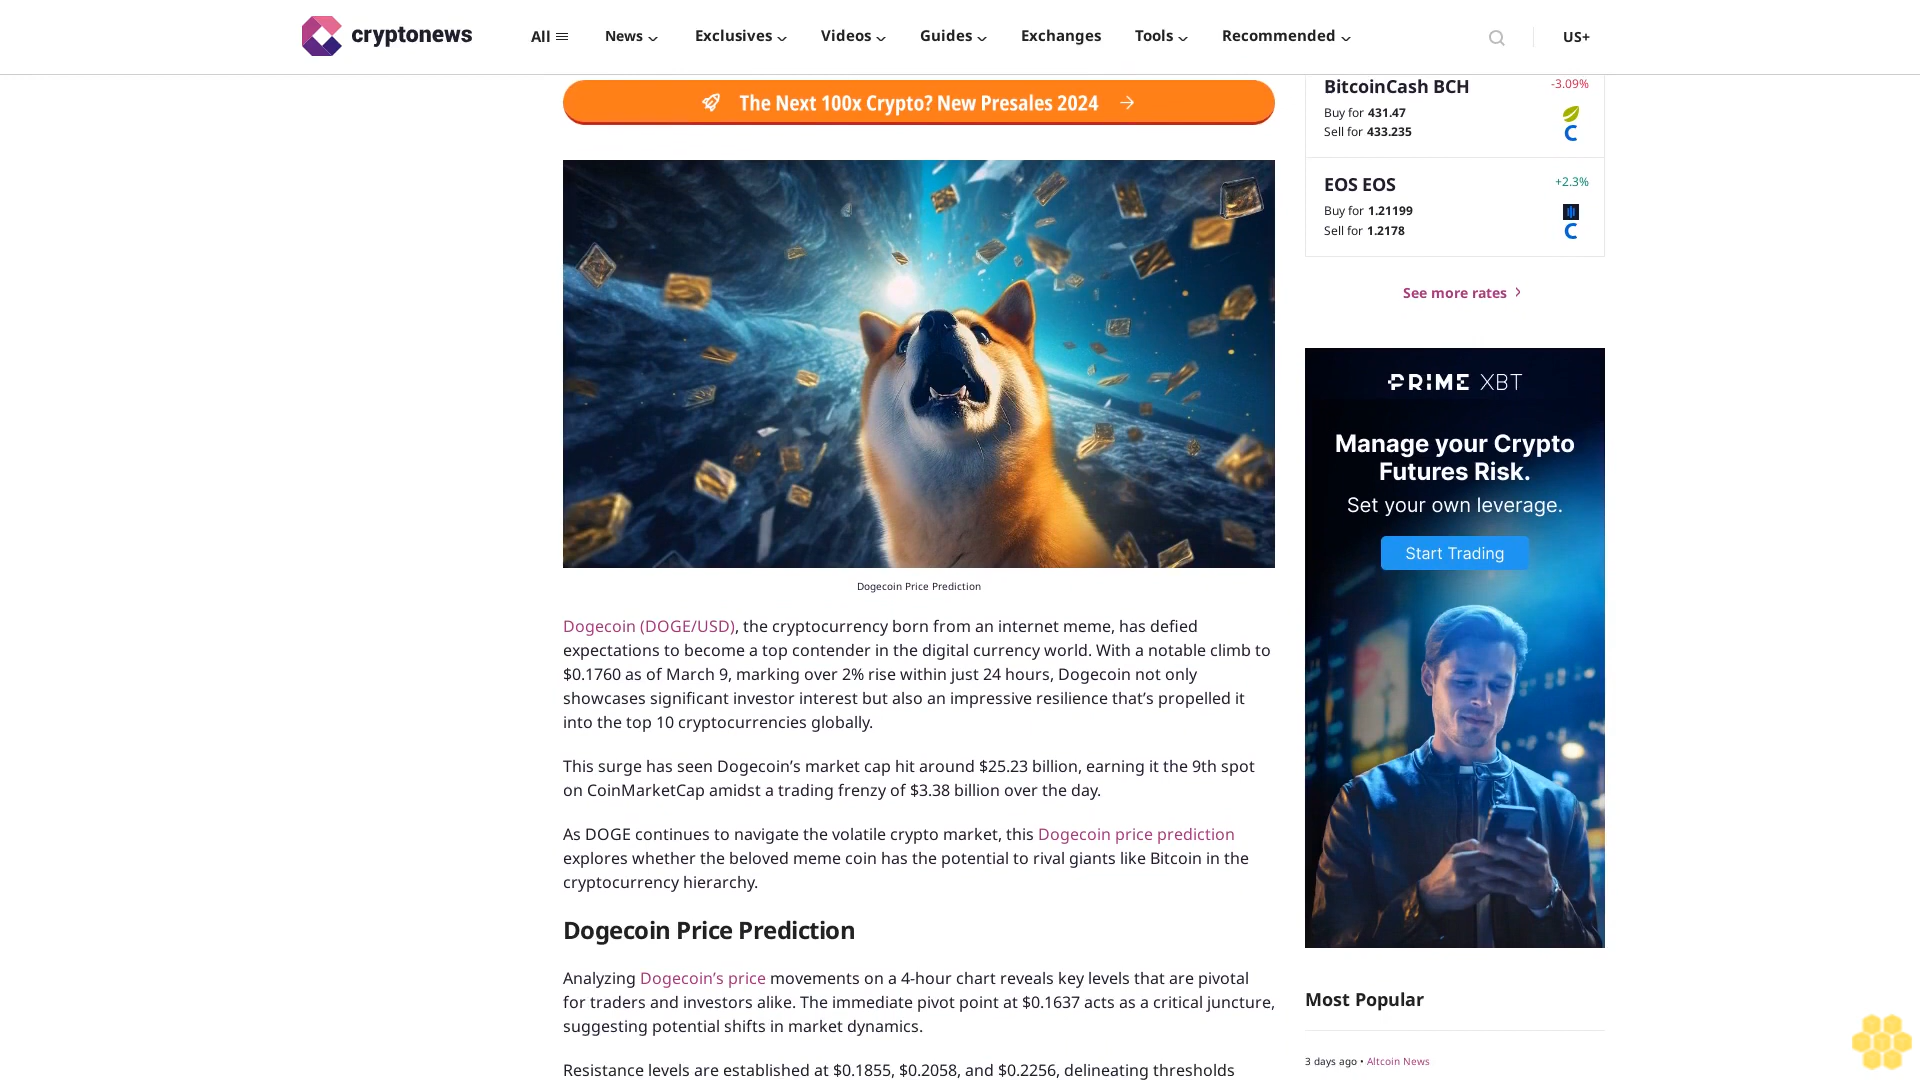 cryptonews
All
News
Exclusives
Videos
Guides
Exchanges
Tools
Recommended
US+
The Next 100x Crypto? New Presales 2024
BitcoinCash BCH
-3.09%
Buy for 431.47
Sell for 433.235
EOS EOS
+2.3%
Buy for 1.21199
Sell for 1.2178
See more rates
PRIME XBT
Manage your Crypto
Futures Risk.
Set your own leverage.
Start Trading
Dogecoin Price Prediction
Dogecoin (DOGE/USD), the cryptocurrency born from an internet meme, has defied
expectations to become a top contender in the digital currency world. With a notable climb to
$0.1760 as of March 9, marking over 2% rise within just 24 hours, Dogecoin not only
showcases significant investor interest but also an impressive resilience that’s propelled it
into the top 10 cryptocurrencies globally.
This surge has seen Dogecoin’s market cap hit around $25.23 billion, earning it the 9th spot
on CoinMarketCap amidst a trading frenzy of $3.38 billion over the day.
As DOGE continues to navigate the volatile crypto market, this Dogecoin price prediction
explores whether the beloved meme coin has the potential to rival giants like Bitcoin in the
cryptocurrency hierarchy.
Dogecoin Price Prediction
Analyzing Dogecoin’s price movements on a 4-hour chart reveals key levels that are pivotal
for traders and investors alike. The immediate pivot point at $0.1637 acts as a critical juncture,
suggesting potential shifts in market dynamics.
Resistance levels are established at $0.1855, $0.2058, and $0.2256, delineating thresholds
Most Popular
3 days ago • Altcoin News